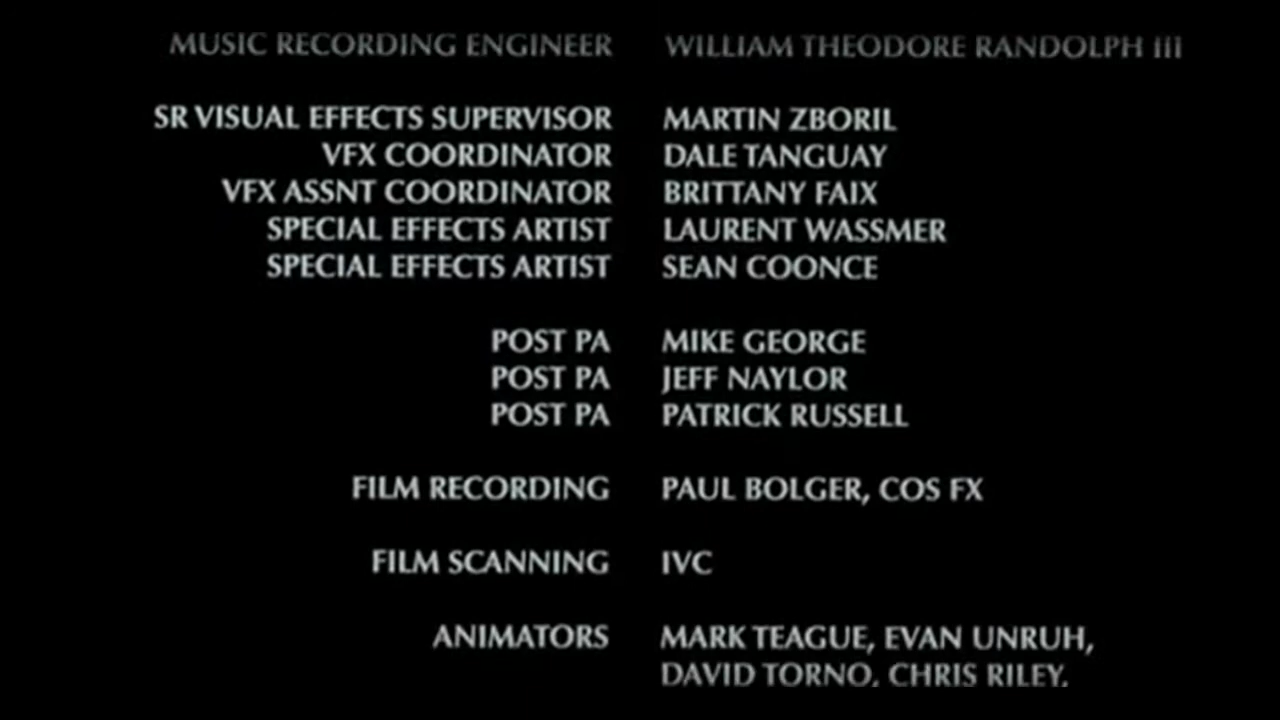 MUSIC RECORDING ENGINEER WILLIAM THEODORE RANDOLPH III
SR VISUAL EFFECTS SUPERVISOR MARTIN ZBORIL
VFX COORDINATOR DALE TANGUAY
VFX ASSNT COORDINATOR BRITTANY FAIX
SPECIAL EFFECTS ARTIST LAURENT WASSMER
SPECIAL EFFECTS ARTIST SEAN COONCE
POST PA MIKE GEORGE
POST PA JEFF NAYLOR
POST PA PATRICK RUSSELL
FILM RECORDING PAUL BOLGER, COS FX
FILM SCANNING IVC
ANIMATORS MARK TEAGUE, EVAN UNRUH,
DAVID TORNO, CHRIS RILEY,